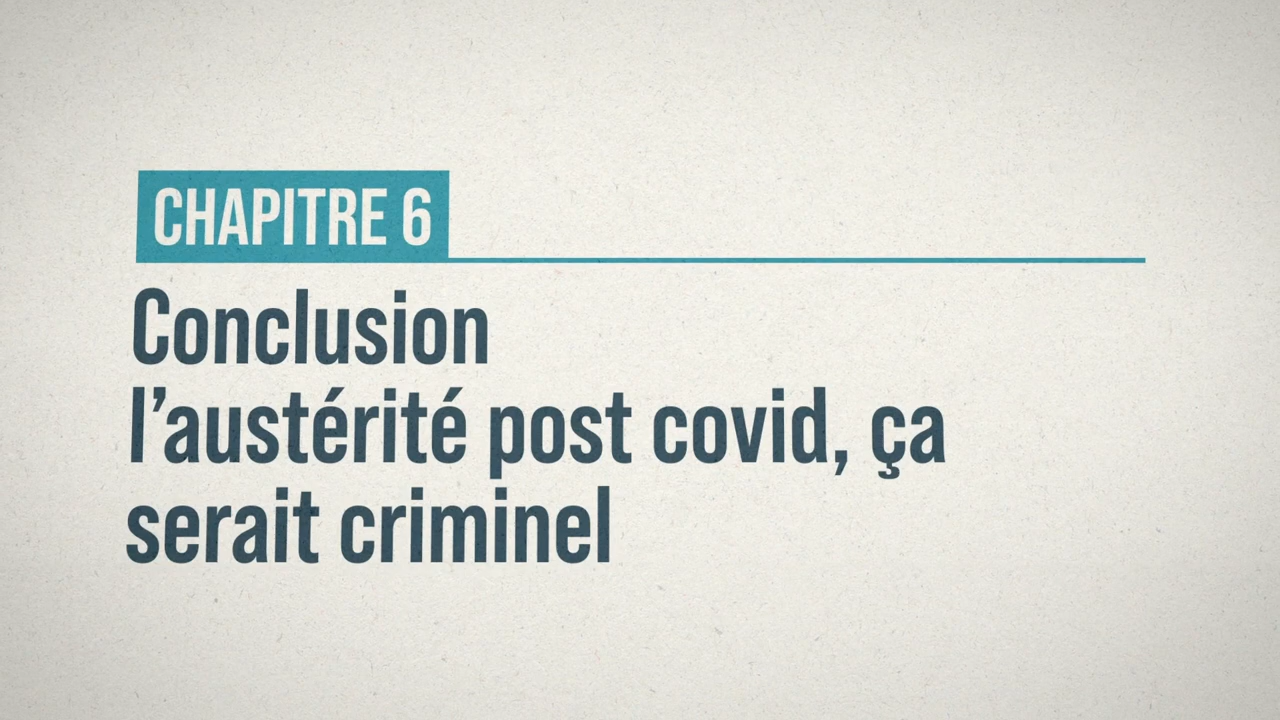 CHAPITRE 6
Conclusion
l’austérité post covid, ça
serait criminel